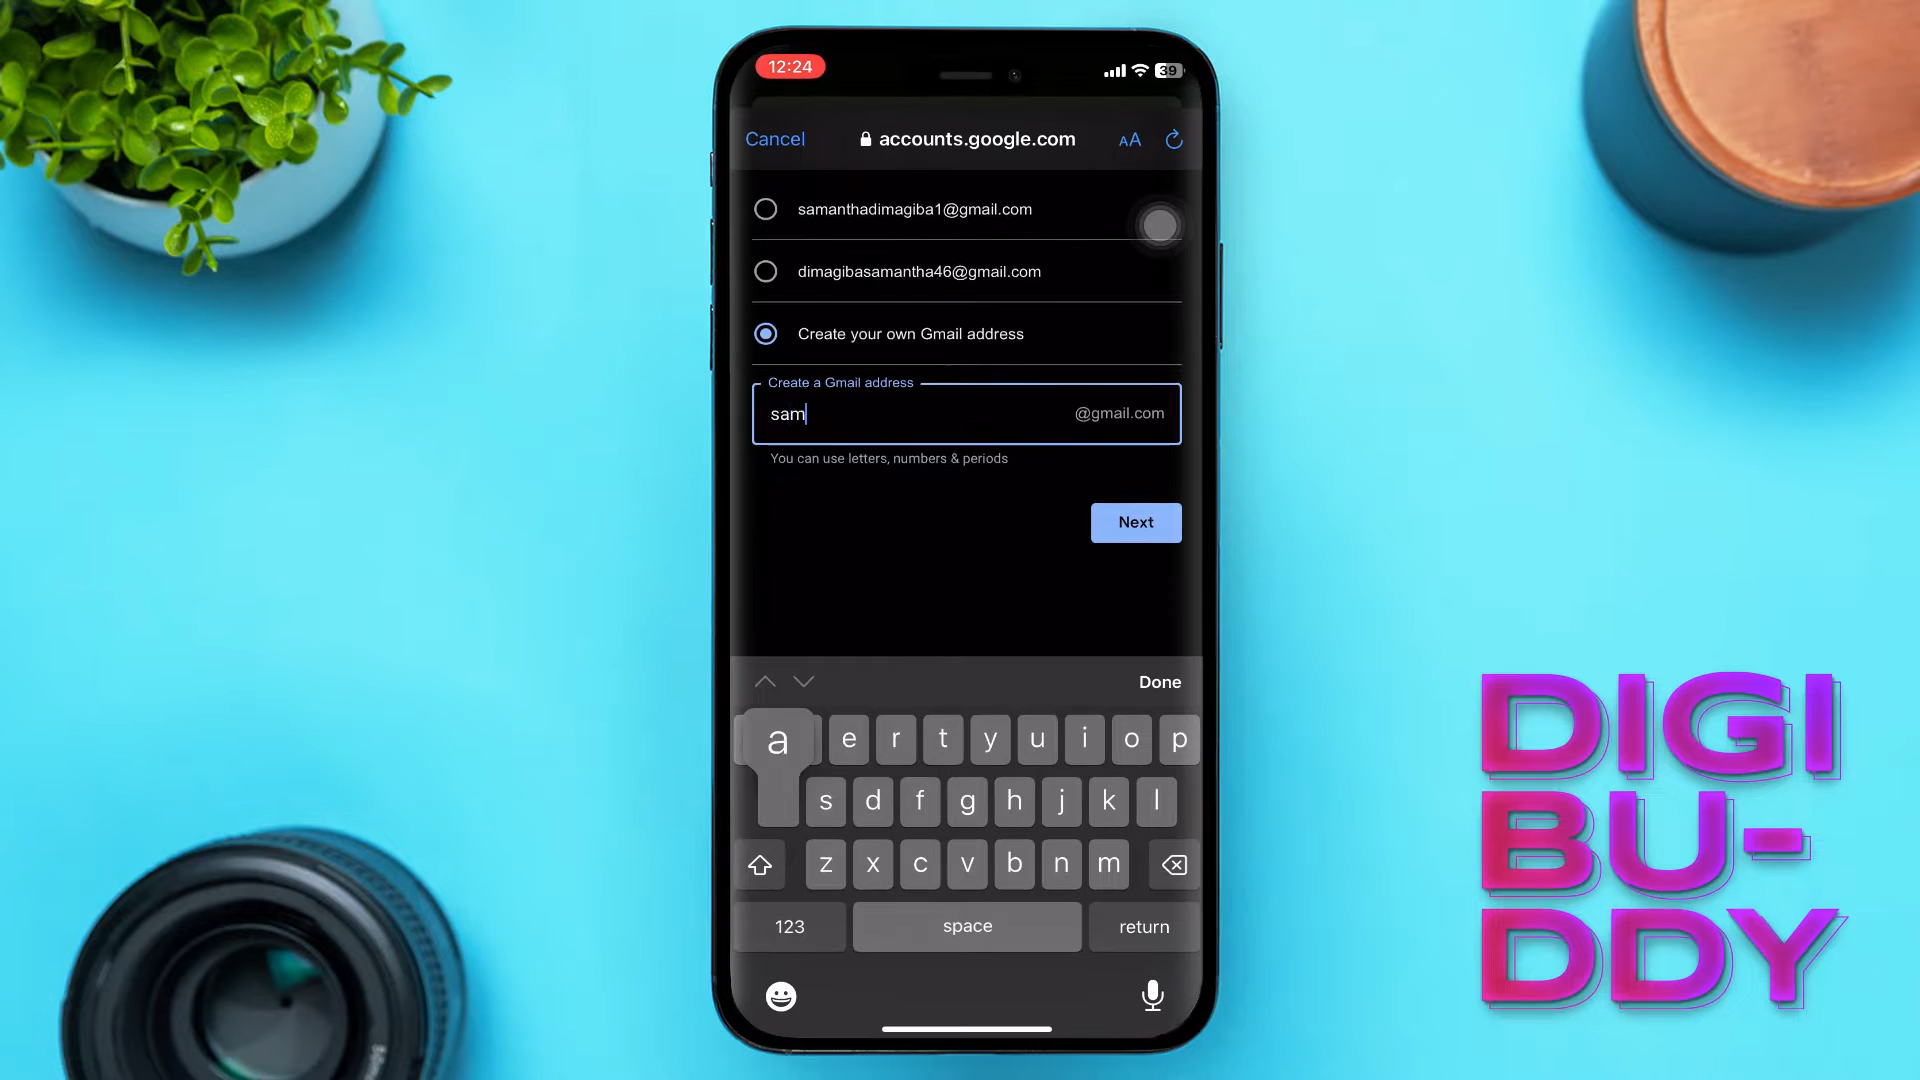 12:24
39
Cancel
accounts.google.com
AA
samanthadimagiba1@gmail.com
dimagibasamantha46@gmail.com
Create your own Gmail address
Create a Gmail address
sam
@gmail.com
You can use letters, numbers & periods
Next
Done
a e r t y u i o p
s d f g h j k l
z x c v b n m
123 space return
DIGI
BU-
DDY